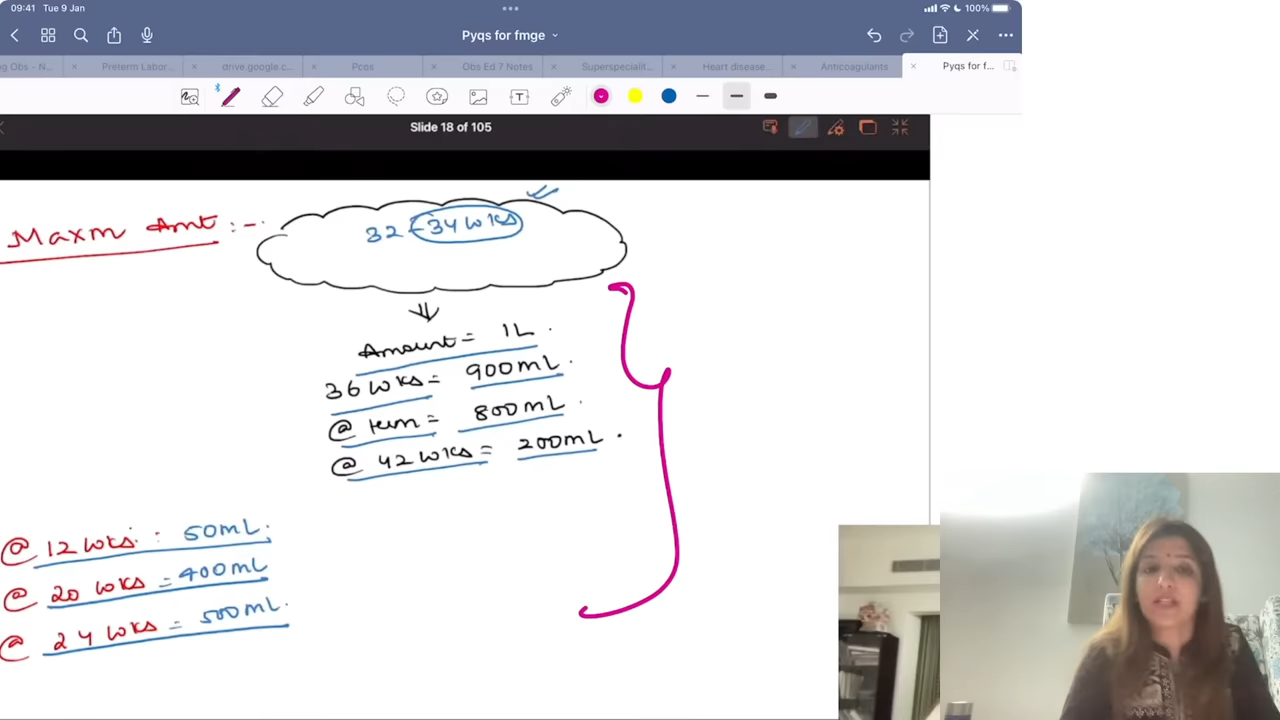 09:41 Tue 9 Jan
100%
Pyqs for fmge
g Obs - N...
Preterm Labor...
drive.google.c...
Pcos
Obs Ed 7 Notes
Superspecialit...
Heart disease...
Anticoagulants
Pyqs for f...
Slide 18 of 105
Maxm Amt :-
32-34 wks
Amount = 1L.
36 wks = 900mL.
@ term = 800mL.
@ 42 wks = 200mL.
@ 12 wks : 50mL.
@ 20 wks = 400mL
@ 24 wks = 500mL.